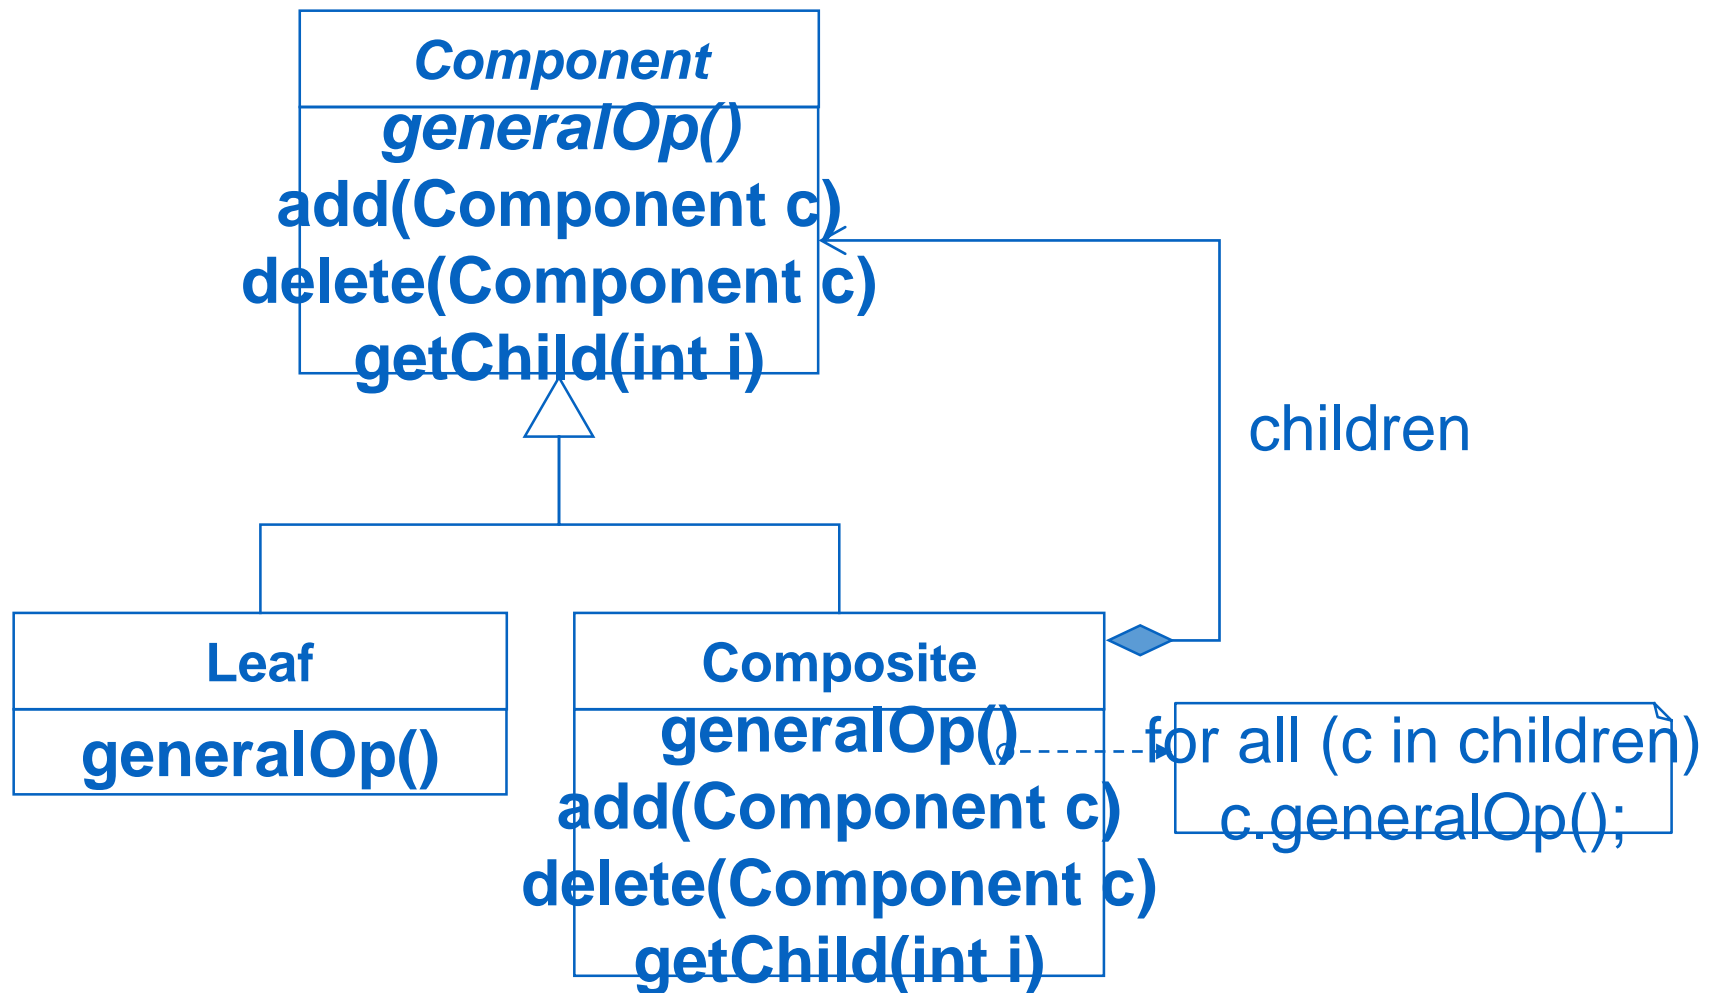 Component
generalOp()
add(Component c)
delete(Component c)
getChild(int i)
children
Leaf
generalOp()
Composite
generalOp()
add(Component c)
delete(Component c)
getChild(int i)
for all (c in children)
c.generalOp();